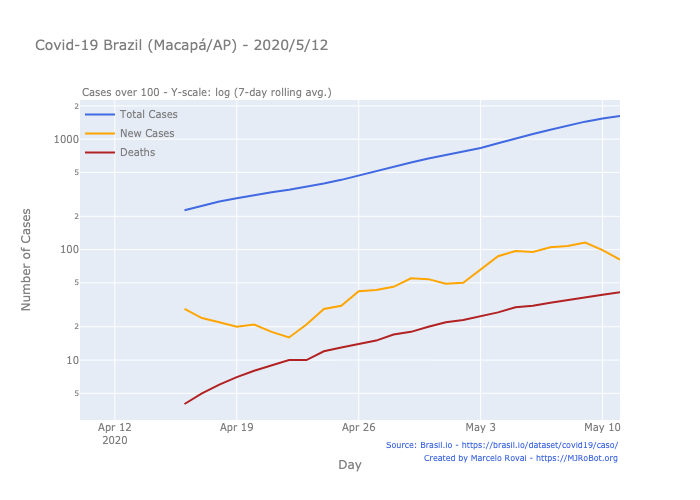 Covid-19 Brazil (Macapá/AP) - 2020/5/12
Cases over 100 - Y-scale: log (7-day rolling avg.)
Total Cases
New Cases
Deaths
2
1000
5
2
100
5
2
10
5
Number of Cases
Apr 12
2020
Apr 19
Apr 26
May 3
May 10
Day
Source: Brasil.io - https://brasil.io/dataset/covid19/caso/
Created by Marcelo Rovai - https://MJRoBot.org